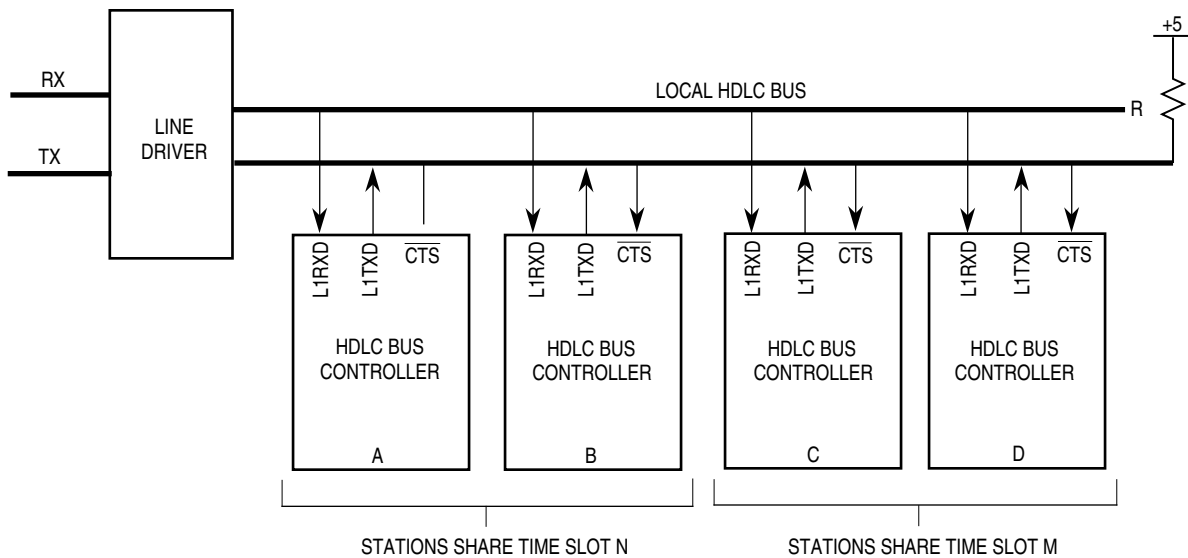 +5
RX
LOCAL HDLC BUS
R
LINE
DRIVER
TX
L1RXD
L1TXD
CTS
L1RXD
L1TXD
CTS
L1RXD
L1TXD
CTS
L1RXD
L1TXD
CTS
HDLC BUS
CONTROLLER
A
HDLC BUS
CONTROLLER
B
HDLC BUS
CONTROLLER
C
HDLC BUS
CONTROLLER
D
STATIONS SHARE TIME SLOT N
STATIONS SHARE TIME SLOT M